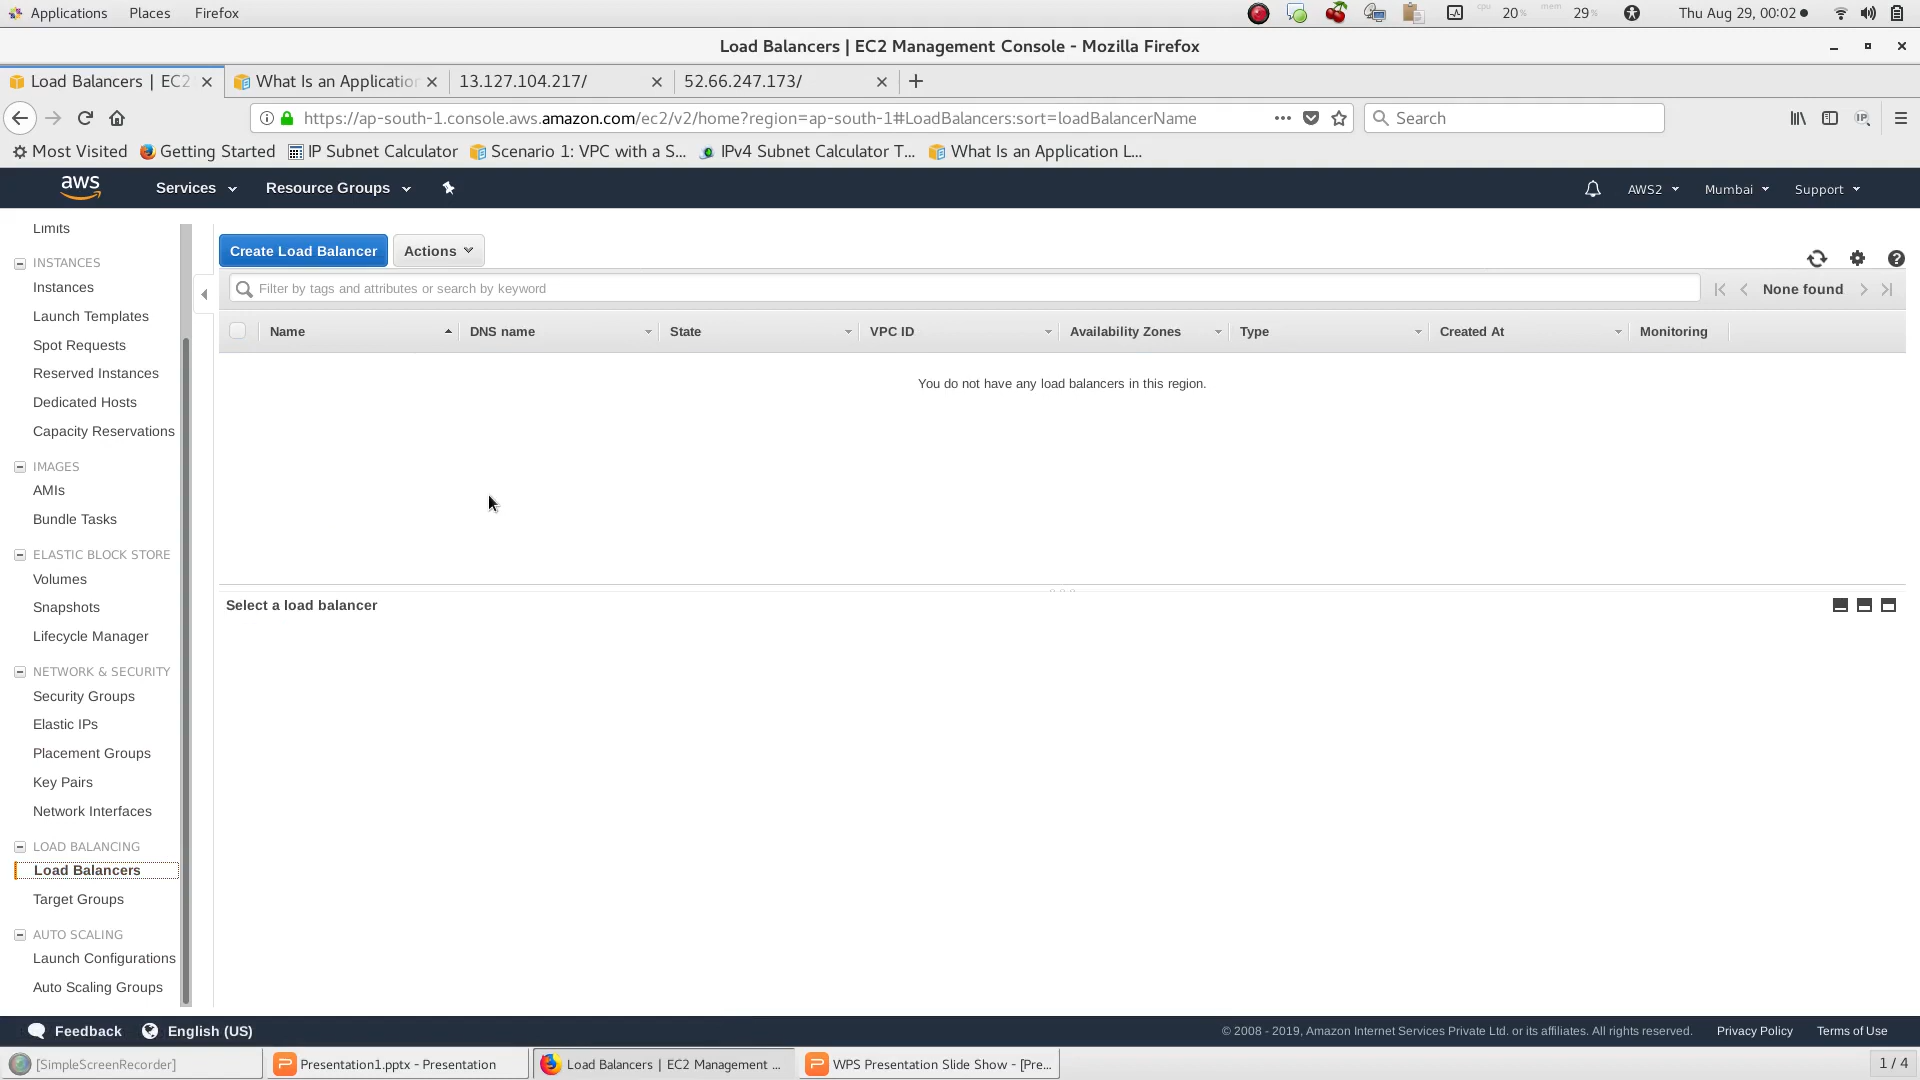 Applications Places Firefox
cpu 20% mem 29% Thu Aug 29, 00:02
Load Balancers | EC2 Management Console - Mozilla Firefox
Load Balancers | EC2 What Is an Application 13.127.104.217/ 52.66.247.173/
https://ap-south-1.console.aws.amazon.com/ec2/v2/home?region=ap-south-1#LoadBalancers:sort=loadBalancerName Search IP
Most Visited Getting Started IP Subnet Calculator Scenario 1: VPC with a S... IPv4 Subnet Calculator T... What Is an Application L...
aws Services Resource Groups AWS2 Mumbai Support
Limits
INSTANCES
Instances
Launch Templates
Spot Requests
Reserved Instances
Dedicated Hosts
Capacity Reservations
IMAGES
AMIs
Bundle Tasks
ELASTIC BLOCK STORE
Volumes
Snapshots
Lifecycle Manager
NETWORK & SECURITY
Security Groups
Elastic IPs
Placement Groups
Key Pairs
Network Interfaces
LOAD BALANCING
Load Balancers
Target Groups
AUTO SCALING
Launch Configurations
Auto Scaling Groups
Create Load Balancer Actions
Filter by tags and attributes or search by keyword None found
Name DNS name State VPC ID Availability Zones Type Created At Monitoring
You do not have any load balancers in this region.
Select a load balancer
Feedback English (US) © 2008 - 2019, Amazon Internet Services Private Ltd. or its affiliates. All rights reserved. Privacy Policy Terms of Use
[SimpleScreenRecorder] Presentation1.pptx - Presentation Load Balancers | EC2 Management ... WPS Presentation Slide Show - [Pre... 1 / 4